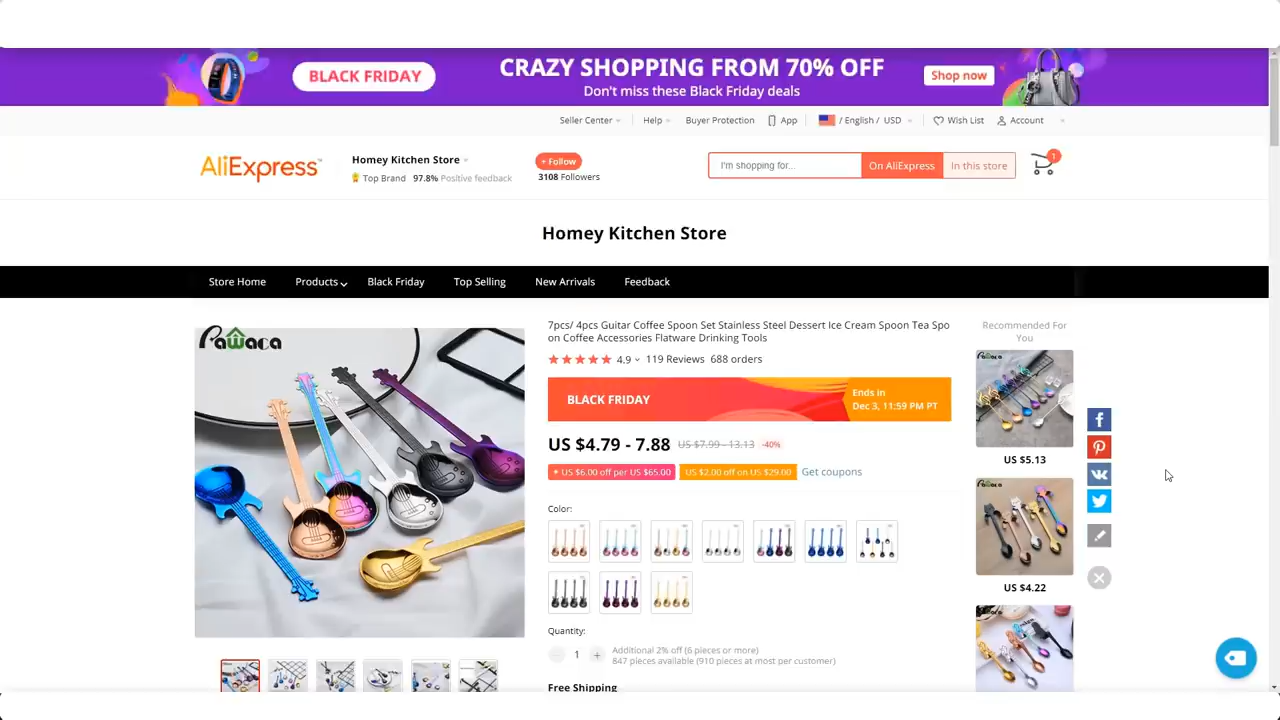 BLACK FRIDAY
CRAZY SHOPPING FROM 70% OFF
Don't miss these Black Friday deals
Shop now
Seller Center
Help
Buyer Protection
App
/ English / USD
Wish List
Account
AliExpress
Homey Kitchen Store
Top Brand 97.8% Positive feedback
+ Follow
3108 Followers
I'm shopping for...
On AliExpress
In this store
1
Homey Kitchen Store
Store Home
Products
Black Friday
Top Selling
New Arrivals
Feedback
Pawaca
7pcs/ 4pcs Guitar Coffee Spoon Set Stainless Steel Dessert Ice Cream Spoon Tea Spo
on Coffee Accessories Flatware Drinking Tools
4.9
119 Reviews
688 orders
BLACK FRIDAY
Ends in
Dec 3, 11:59 PM PT
US $4.79 - 7.88
US $7.99 - 13.13
-40%
US $6.00 off per US $65.00
US $2.00 off on US $29.00
Get coupons
Color:
Quantity:
1
Additional 2% off (6 pieces or more)
847 pieces available (910 pieces at most per customer)
Free Shipping
Recommended For
You
Pawaca
US $5.13
Pawaca
US $4.22
Pawaca